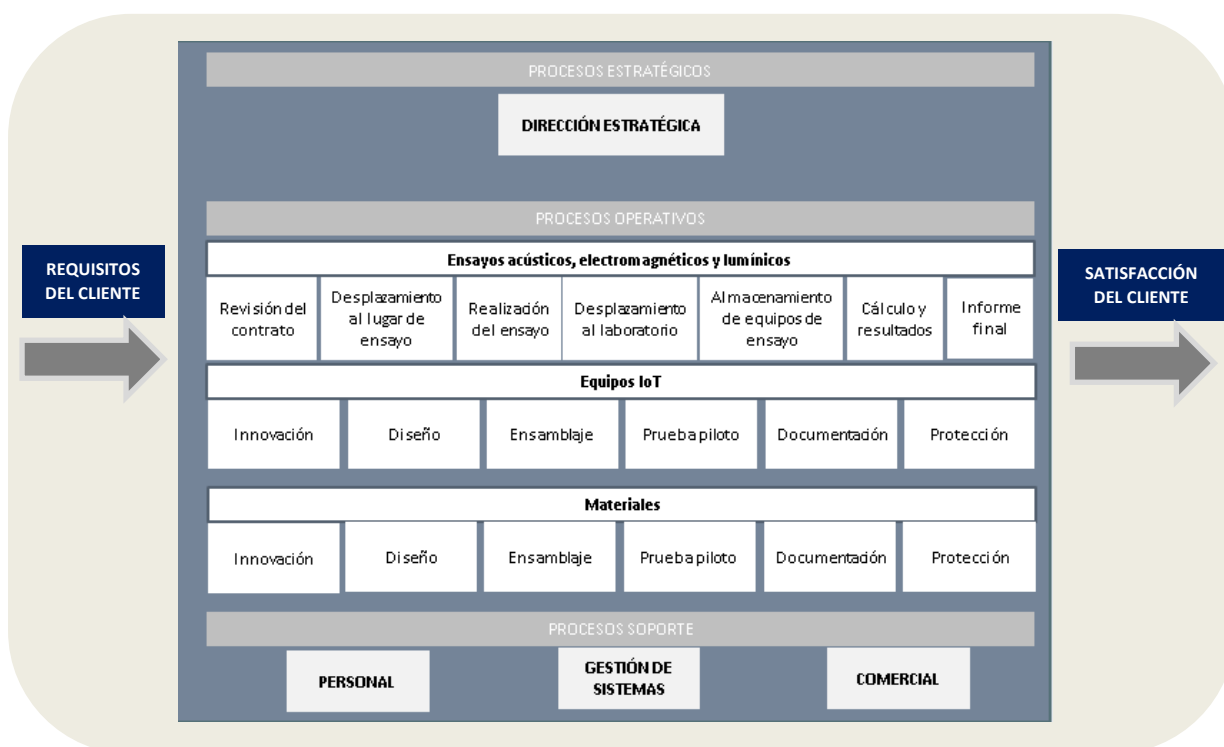 PROCESOS ESTRATÉGICOS
DIRECCIÓN ESTRATÉGICA
REQUISITOS
DEL CLIENTE
PROCESOS OPERATIVOS
Ensayos acústicos, electromagnéticos y lumínicos
Revisión del
contrato
Desplazamiento
al lugar de
ensayo
Realización
del ensayo
Desplazamiento
al laboratorio
Almacenamiento
de equipos de
ensayo
Cálculo y
resultados
Informe
final
Equipos IoT
Innovación
Diseño
Ensamblaje
Prueba piloto
Documentación
Protección
Materiales
Innovación
Diseño
Ensamblaje
Prueba piloto
Documentación
Protección
PROCESOS SOPORTE
PERSONAL
GESTIÓN DE
SISTEMAS
COMERCIAL
SATISFACCIÓN
DEL CLIENTE